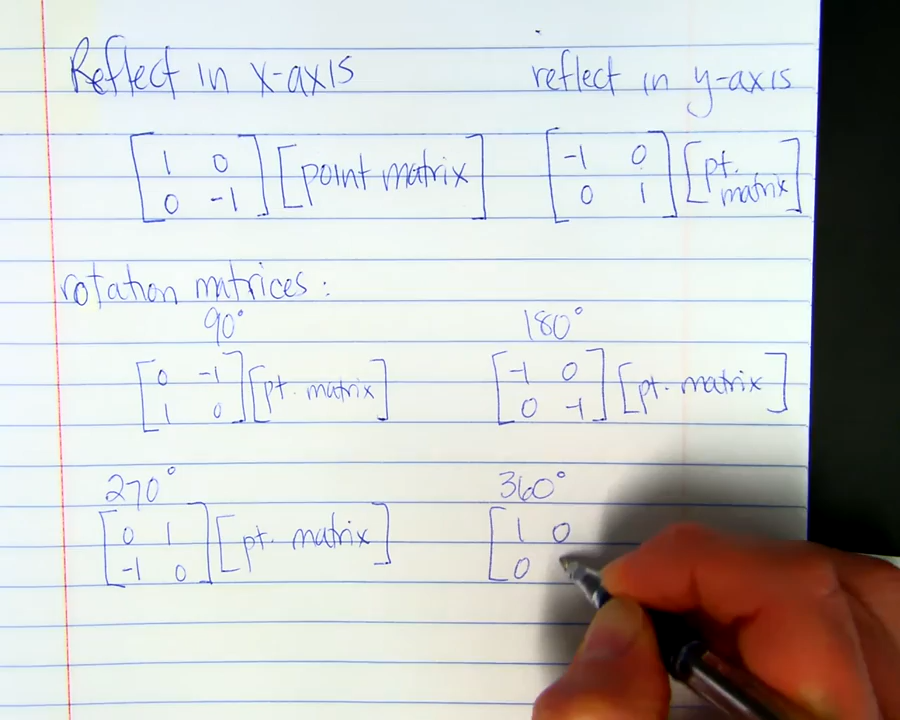 Reflect in x-axis reflect in y-axis
[1 0] [point matrix] [-1 0] [pt. matrix]
[0 -1] [0 1]
rotation matrices:
90° 180°
[0 -1] [pt. matrix] [-1 0] [pt. matrix]
[1 0] [0 -1]
270° 360°
[0 1] [pt. matrix] [1 0
[-1 0] [0